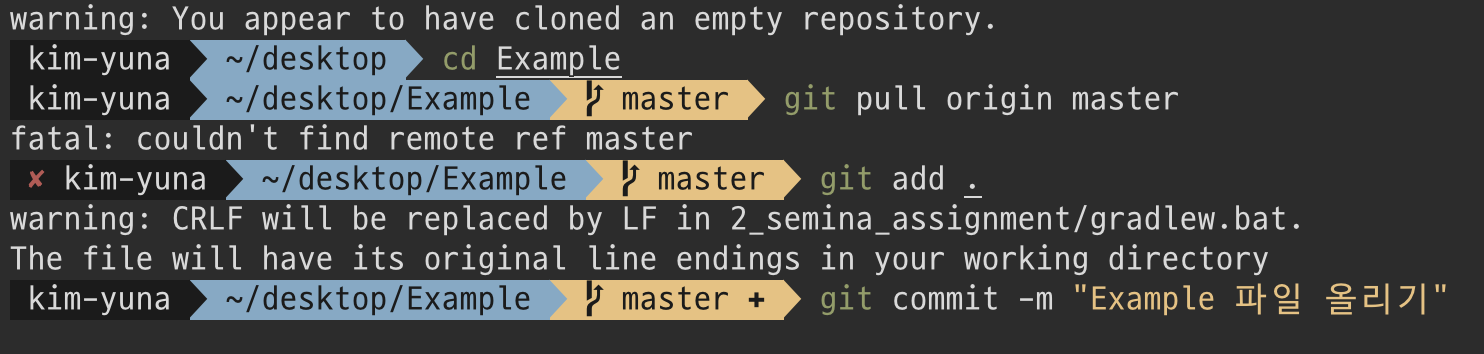 warning: You appear to have cloned an empty repository.
kim-yuna ~/desktop cd Example
kim-yuna ~/desktop/Example master git pull origin master
fatal: couldn't find remote ref master
✘ kim-yuna ~/desktop/Example master git add .
warning: CRLF will be replaced by LF in 2_semina_assignment/gradlew.bat.
The file will have its original line endings in your working directory
kim-yuna ~/desktop/Example master + git commit -m "Example 파일 올리기"